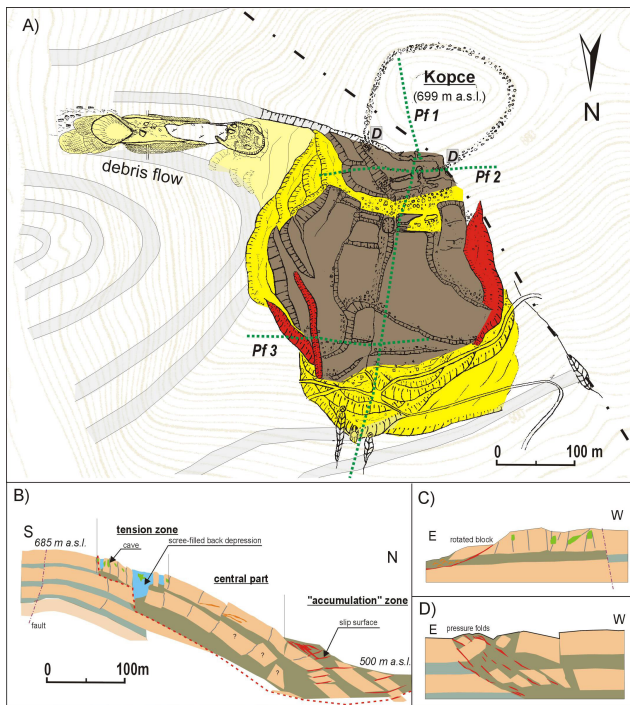 A)
Kopce
(699 m a.s.l.)
Pf 1
N
D
D
Pf 2
debris flow
Pf 3
0 100 m
B)
S
685 m a.s.l.
tension zone
cave
scree-filled back depression
N
central part
"accumulation" zone
slip surface
fault
? ? ?
500 m a.s.l.
0 100m
C)
W
E
rotated block
D)
W
E
pressure folds